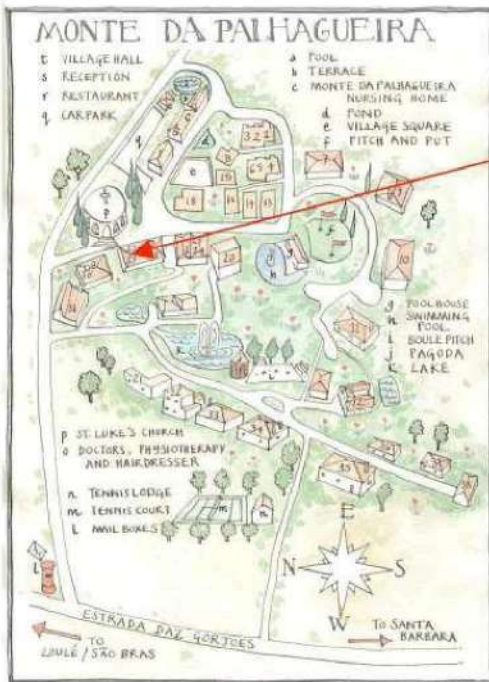 MONTE DA PALHAGUEIRA
t VILLAGE HALL
s RECEPTION
r RESTAURANT
q CARPARK
a POOL
b TERRACE
c MONTE DA PALHAGUEIRA
NURSING HOME
d POND
e VILLAGE SQUARE
f PITCH AND PUT
g POOL HOUSE
h SWIMMING
POOL
i BOULE PITCH
j PAGODA
k LAKE
p ST. LUKE'S CHURCH
o DOCTORS, PHYSIOTHERAPY
AND HAIRDRESSER
n TENNIS LODGE
m TENNIS COURT
l MAIL BOXES
E
N S
W
ESTRADA DAZ GORJOES
TO
LOULÉ / SÃO BRAS
TO SANTA
BARBARA